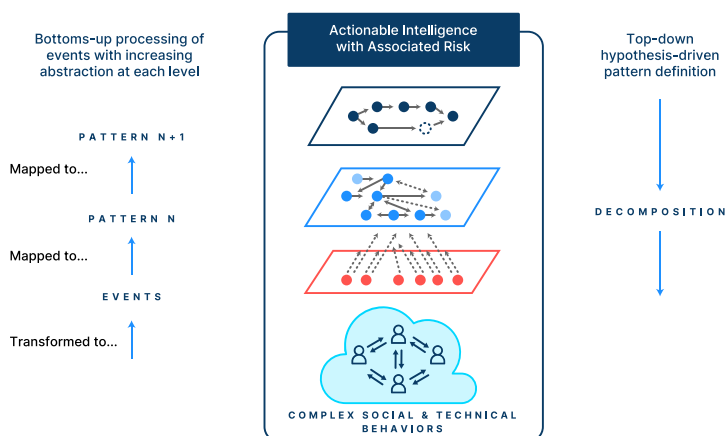 Bottoms-up processing of
events with increasing
abstraction at each level
PATTERN N+1
Mapped to...
PATTERN N
Mapped to...
EVENTS
Transformed to...
Actionable Intelligence
with Associated Risk
COMPLEX SOCIAL & TECHNICAL
BEHAVIORS
Top-down
hypothesis-driven
pattern definition
DECOMPOSITION